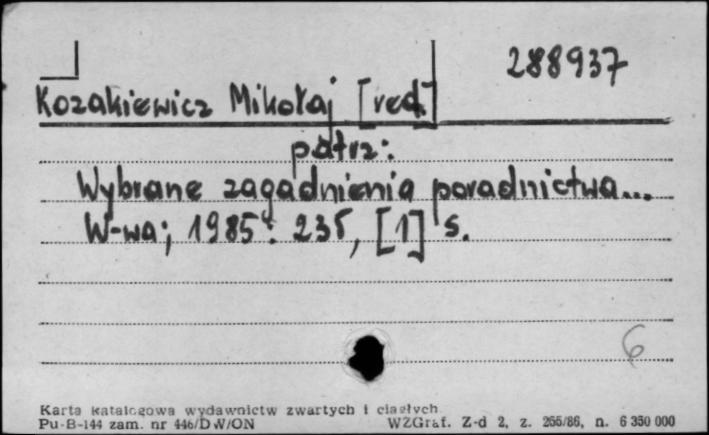 288937
Kozakiewicz Mikołaj [red.]
patrz:
Wybrane zagadnienia poradnictwa...
W-wa; 1985. 235, [1] s.
6
Karta katalogowa wydawnictw zwartych i ciągłych
Pu-B-144 zam. nr 446/DW/ON WZGraf. Z-d 2, z. 255/86, n. 6 350 000